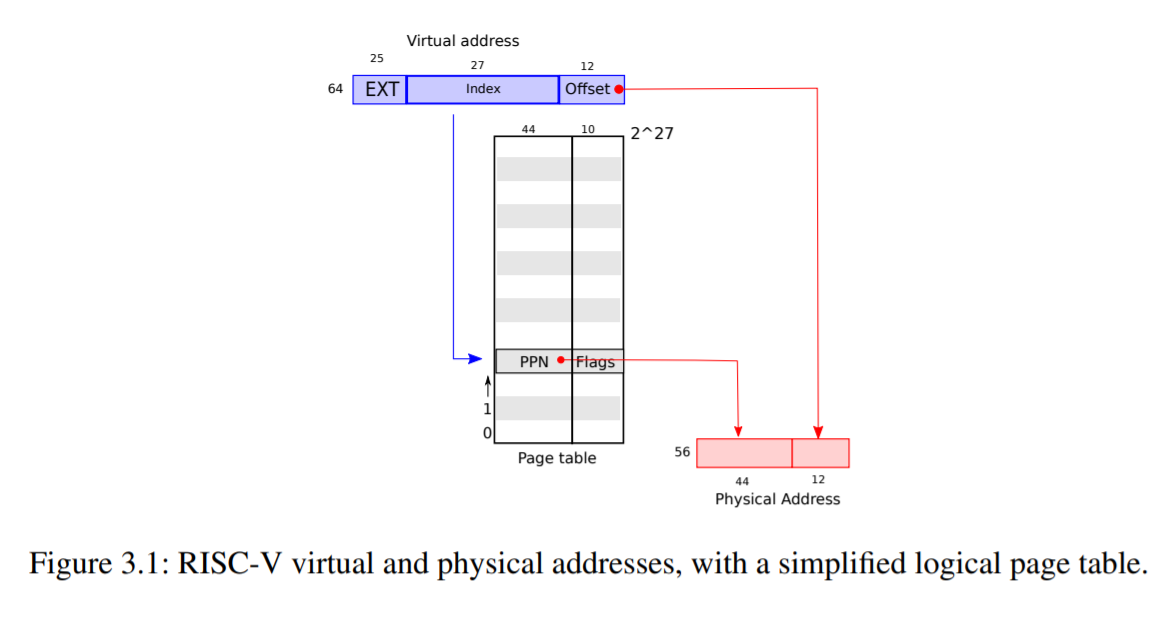 Virtual address
25
27
12
64
EXT
Index
Offset
44
10
2^27
PPN
Flags
1
0
Page table
56
44
12
Physical Address
Figure 3.1: RISC-V virtual and physical addresses, with a simplified logical page table.